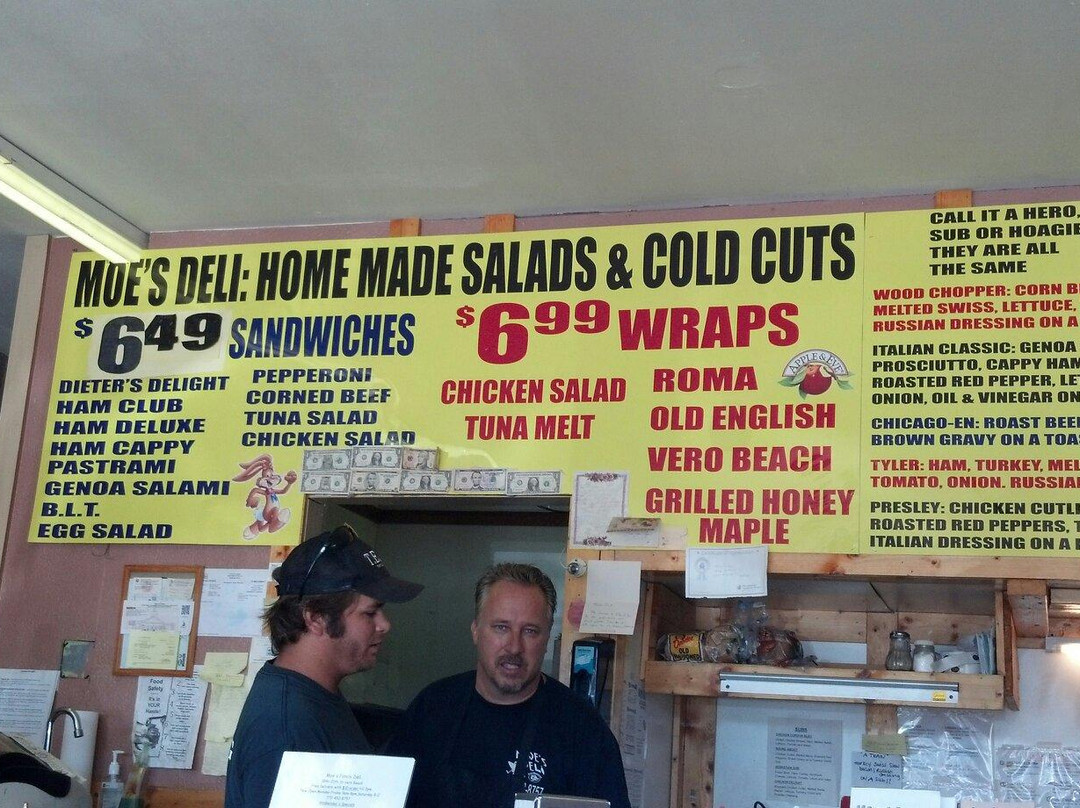 MOE'S DELI: HOME MADE SALADS & COLD CUTS
$6.49 SANDWICHES
DIETER'S DELIGHT
HAM CLUB
HAM DELUXE
HAM CAPPY
PASTRAMI
GENOA SALAMI
B.L.T.
EGG SALAD
PEPPERONI
CORNED BEEF
TUNA SALAD
CHICKEN SALAD
$6.99 WRAPS
CHICKEN SALAD
TUNA MELT
ROMA
OLD ENGLISH
VERO BEACH
GRILLED HONEY
MAPLE
APPLE & EVE
CALL IT A HERO,
SUB OR HOAGIE
THEY ARE ALL
THE SAME
WOOD CHOPPER: CORN
MELTED SWISS, LETTUCE,
RUSSIAN DRESSING ON A
ITALIAN CLASSIC: GENOA
PROSCIUTTO, CAPPY HAM
ROASTED RED PEPPER,
ONION, OIL & VINEGAR ON
CHICAGO-EN: ROAST BEE
BROWN GRAVY ON A
TYLER: HAM, TURKEY,
TOMATO, ONION. RUSSIA
PRESLEY: CHICKEN
ROASTED RED PEPPERS,
ITALIAN DRESSING ON A
Food
Safety
It's in
YOUR
Hands!
SUBS